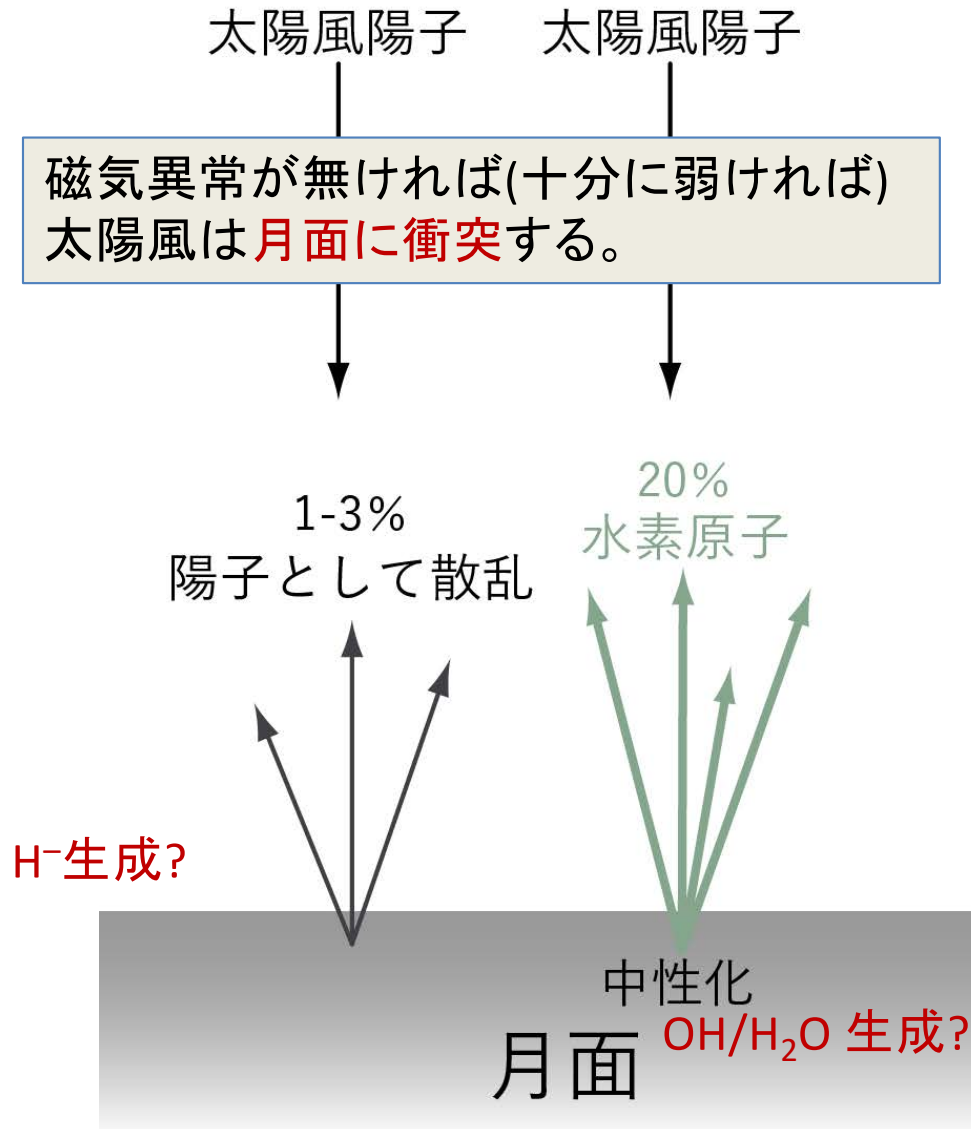 太陽風陽子 太陽風陽子
磁気異常が無ければ(十分に弱ければ)
太陽風は月面に衝突する。
20%
水素原子
1-3%
陽子として散乱
H⁻生成?
中性化
OH/H₂O 生成?
月面